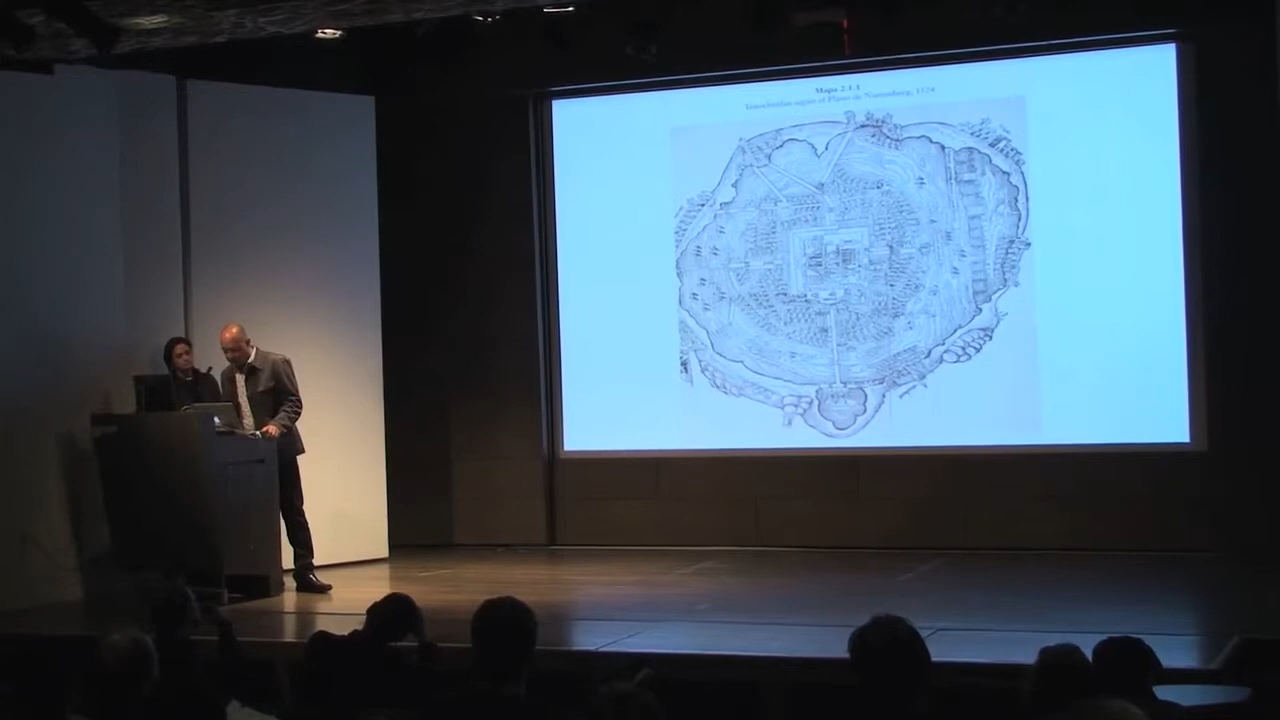 Mapa 2.1.1
Tenochtitlan según el Plano de Nuremberg, 1524